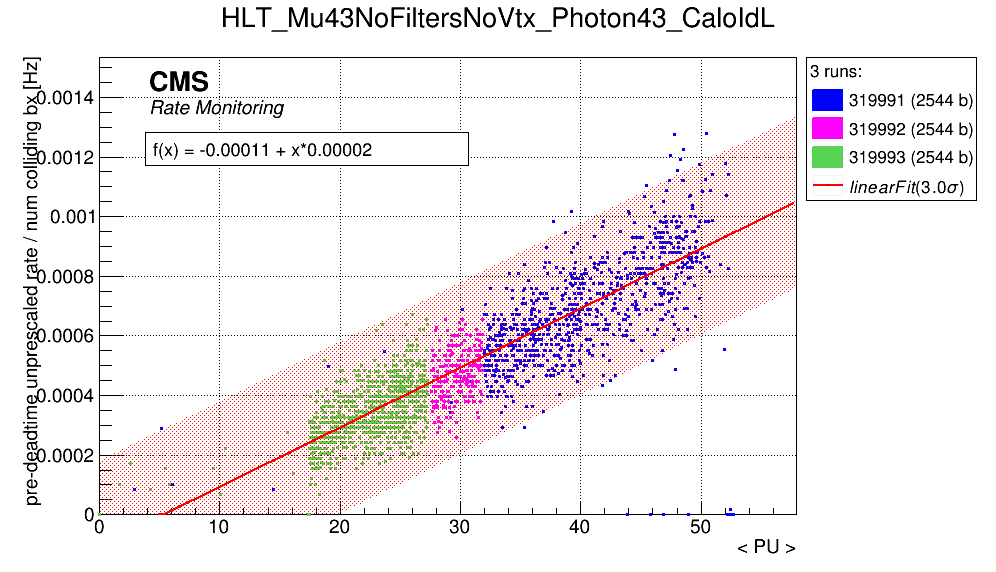 HLT_Mu43NoFiltersNoVtx_Photon43_CaloIdL
pre-deadtime unprescaled rate / num colliding bx [Hz]
CMS
Rate Monitoring
f(x) = -0.00011 + x*0.00002
3 runs:
319991 (2544 b)
319992 (2544 b)
319993 (2544 b)
linearFit(3.0σ)
0.0014
0.0012
0.001
0.0008
0.0006
0.0004
0.0002
0
0 10 20 30 40 50
< PU >